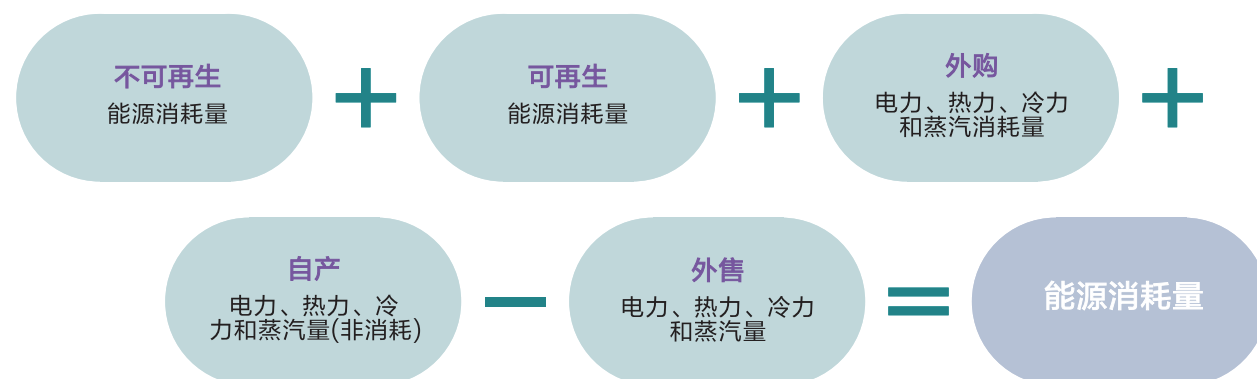 不可再生
能源消耗量
+
可再生
能源消耗量
+
外购
电力、热力、冷力
和蒸汽消耗量
+
自产
电力、热力、冷
力和蒸汽量(非消耗)
—
外售
电力、热力、冷力
和蒸汽量
=
能源消耗量